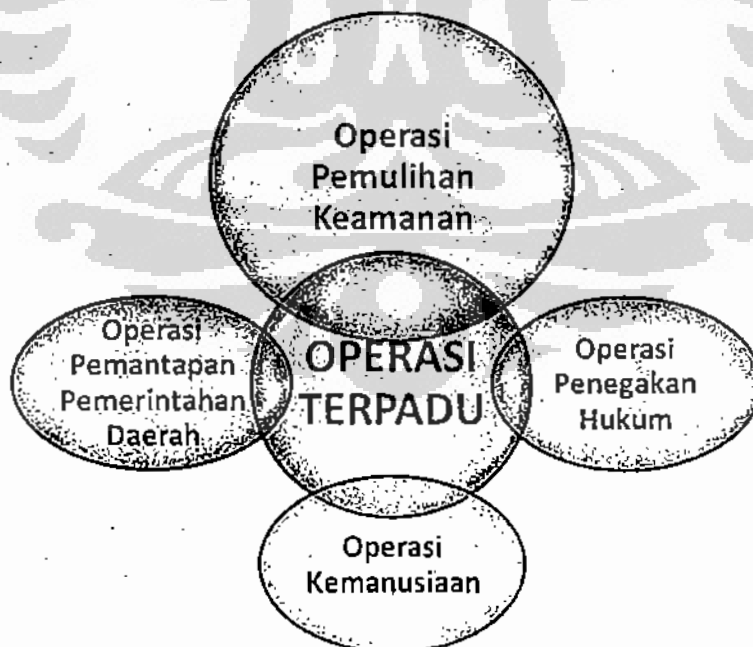 Operasi
Pemulihan
Keamanan
Operasi
Pemantapan
Pemerintahan
Daerah
OPERASI
TERPADU
Operasi
Penegakan
Hukum
Operasi
Kemanusiaan